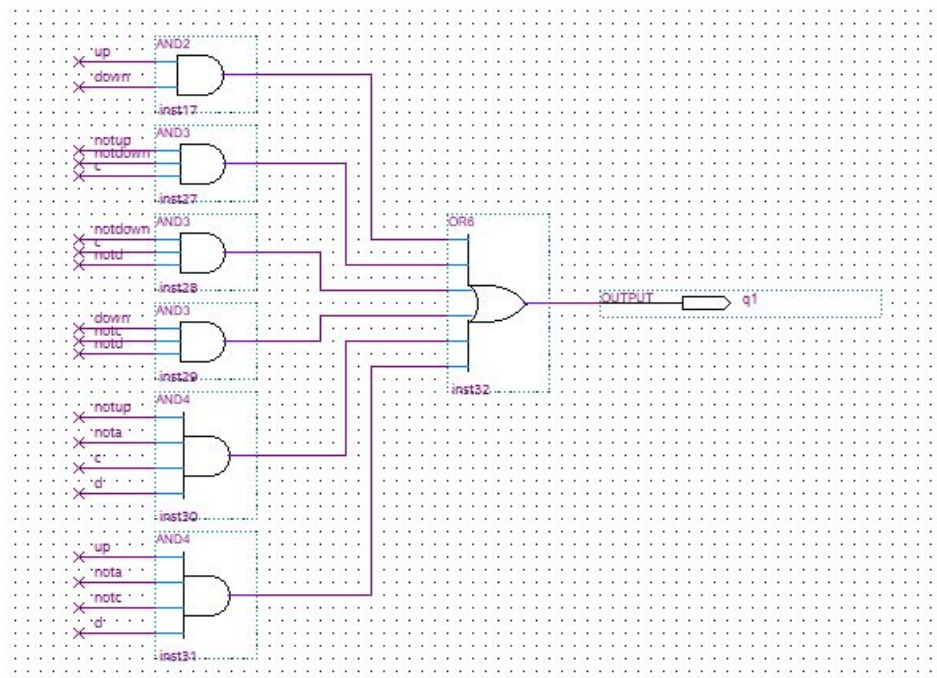 AND2
up
down
inst17
AND3
notup
notdown
c
inst27
AND3
notdown
c
notd
inst28
AND3
down
notc
notd
inst29
AND4
notup
nota
c
d
inst30
AND4
up
nota
notc
d
inst31
OR6
inst32
OUTPUT
q1